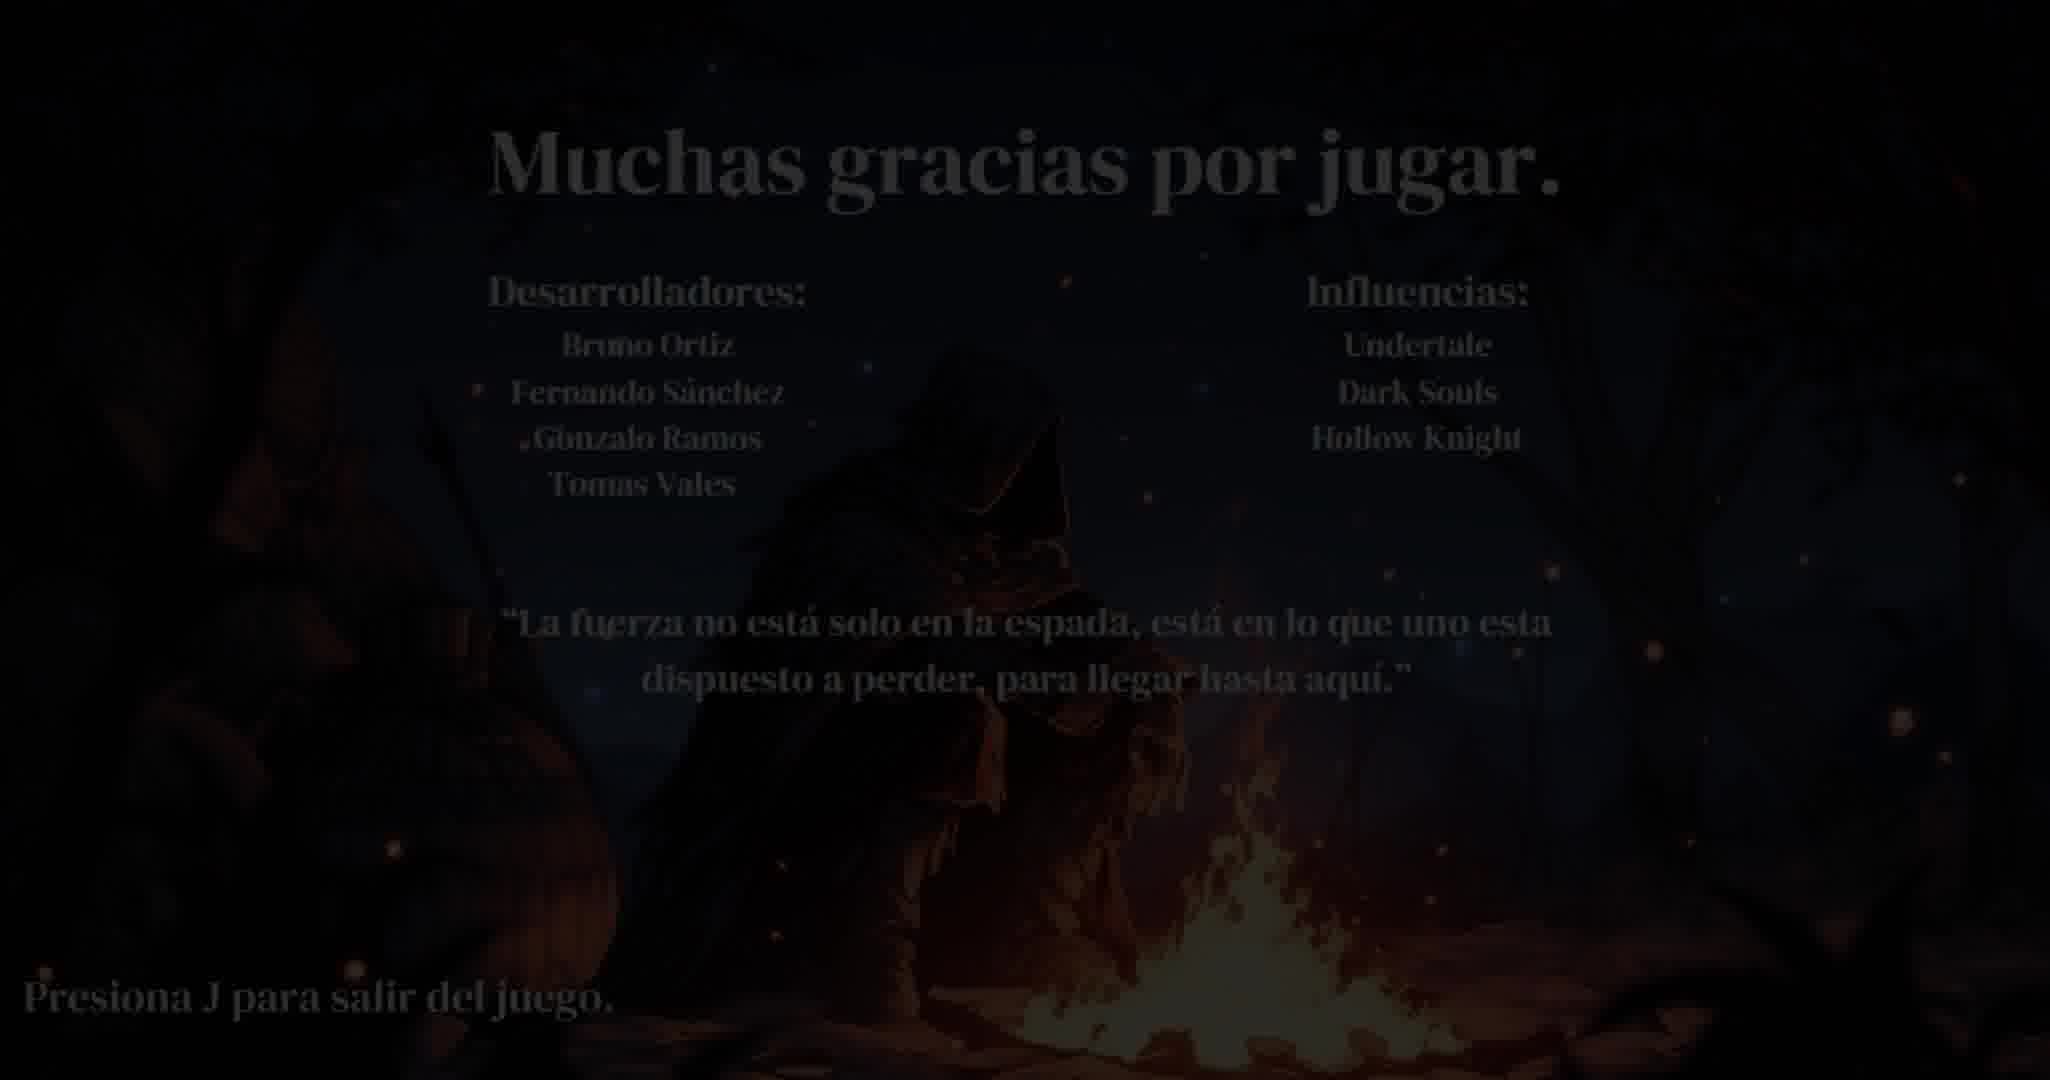 Muchas gracias por jugar.
Desarrolladores:
Bruno Ortiz
Fernando Sánchez
Gonzalo Ramos
Tomas Vales
Influencias:
Undertale
Dark Souls
Hollow Knight
“La fuerza no está solo en la espada, está en lo que uno esta
dispuesto a perder, para llegar hasta aquí.”
Presiona J para salir del juego.